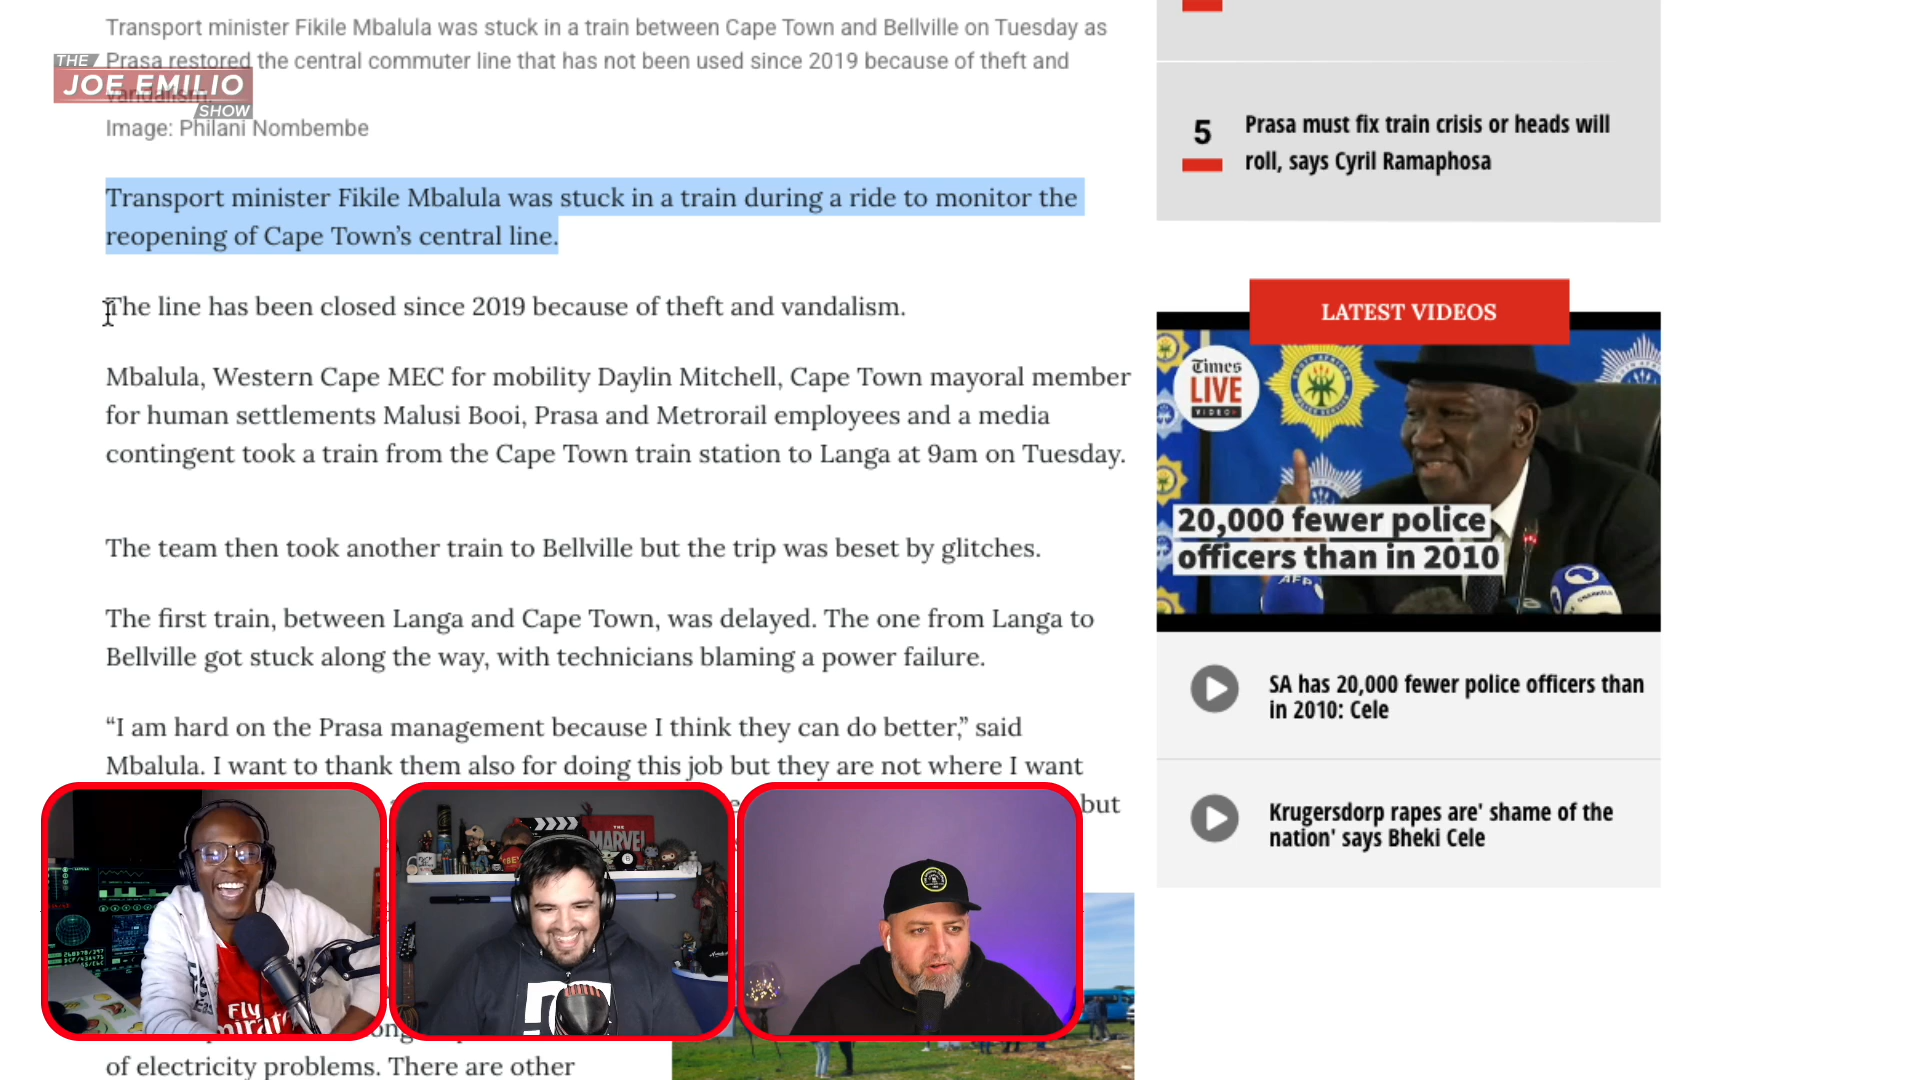 Transport minister Fikile Mbalula was stuck in a train between Cape Town and Bellville on Tuesday as
Prasa restored the central commuter line that has not been used since 2019 because of theft and
vandalism.
Image: Philani Nombembe
THE
JOE EMILIO
SHOW
Transport minister Fikile Mbalula was stuck in a train during a ride to monitor the
reopening of Cape Town’s central line.
The line has been closed since 2019 because of theft and vandalism.
Mbalula, Western Cape MEC for mobility Daylin Mitchell, Cape Town mayoral member
for human settlements Malusi Booi, Prasa and Metrorail employees and a media
contingent took a train from the Cape Town train station to Langa at 9am on Tuesday.
The team then took another train to Bellville but the trip was beset by glitches.
The first train, between Langa and Cape Town, was delayed. The one from Langa to
Bellville got stuck along the way, with technicians blaming a power failure.
“I am hard on the Prasa management because I think they can do better,” said
Mbalula. I want to thank them also for doing this job but they are not where I want
but
of electricity problems. There are other
5
Prasa must fix train crisis or heads will
roll, says Cyril Ramaphosa
LATEST VIDEOS
Times
LIVE
VIDEO
20,000 fewer police
officers than in 2010
AFP
SA has 20,000 fewer police officers than
in 2010: Cele
Krugersdorp rapes are' shame of the
nation' says Bheki Cele
THE
MARVEL
Fly